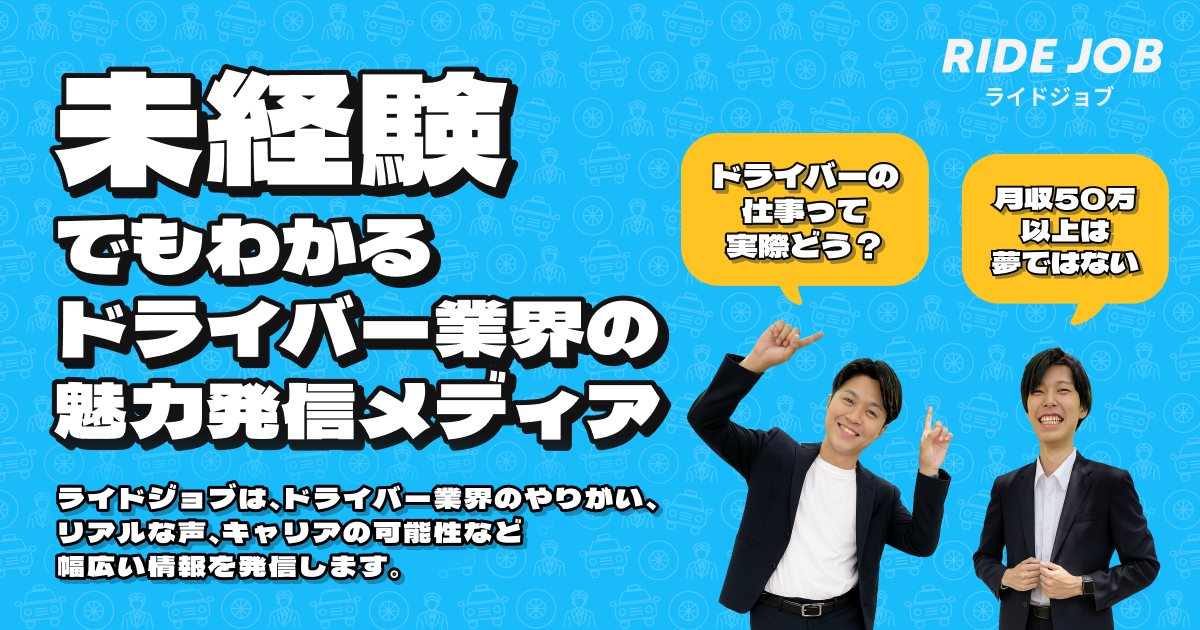 RIDE JOB
ライドジョブ
未経験
でもわかる
ドライバー業界の
魅力発信メディア
ドライバーの
仕事って
実際どう？
月収50万
以上は
夢ではない
ライドジョブは、ドライバー業界のやりがい、
リアルな声、キャリアの可能性など
幅広い情報を発信します。